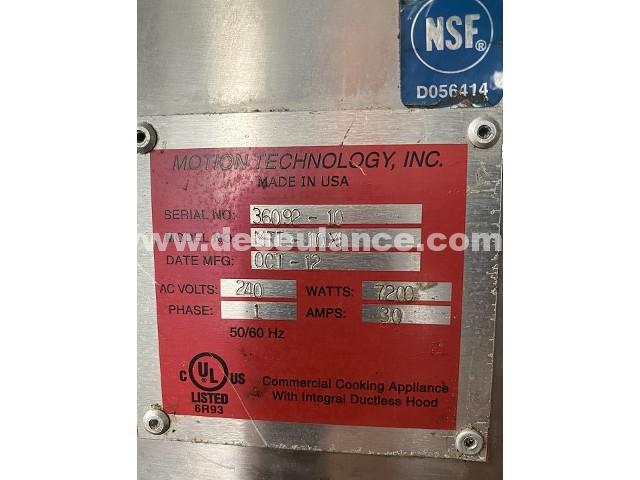 NSF®
D056414
MOTION TECHNOLOGY, INC.
MADE IN USA
SERIAL NO: 36092-10
MODEL
DATE MFG: OCT-12
AC VOLTS: 240 WATTS: 7200
PHASE: 1 AMPS: 30
50/60 Hz
C UL US ®
LISTED
6R93
Commercial Cooking Appliance
With Integral Ductless Hood
www.deseulance.com